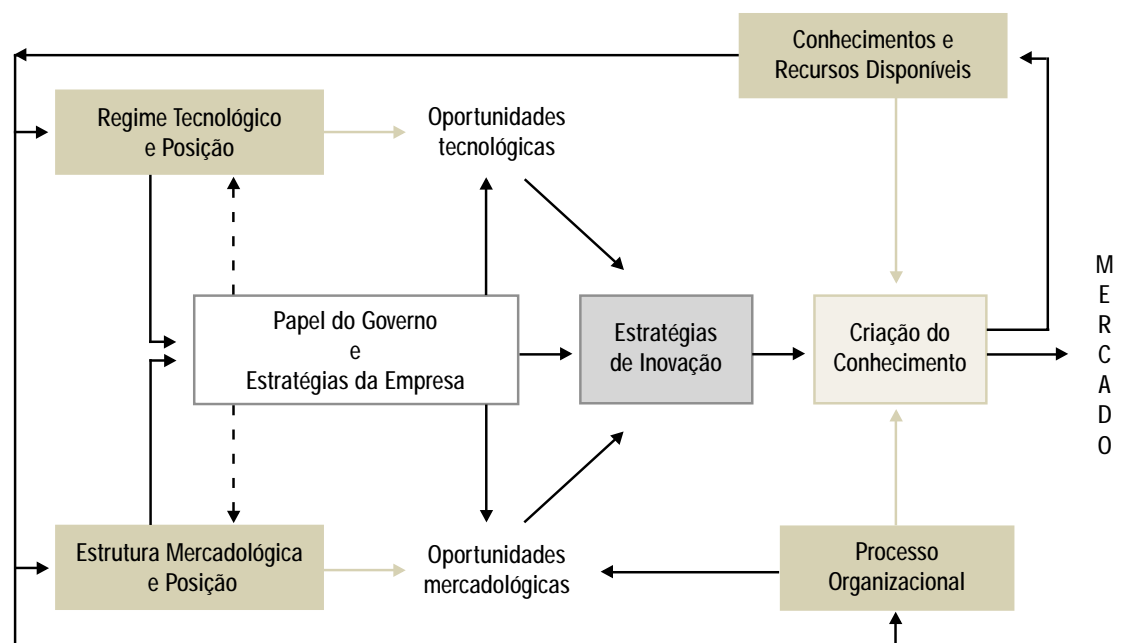 Conhecimentos e
Recursos Disponíveis
Regime Tecnológico
e Posição
Oportunidades
tecnológicas
Papel do Governo
e
Estratégias da Empresa
Estratégias
de Inovação
Criação do
Conhecimento
M
E
R
C
A
D
O
Estrutura Mercadológica
e Posição
Oportunidades
mercadológicas
Processo
Organizacional